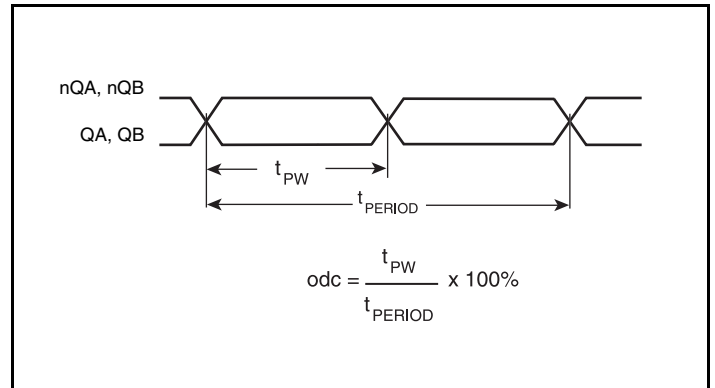 nQA, nQB
QA, QB
tPW
tPERIOD
odc = tPW / tPERIOD x 100%